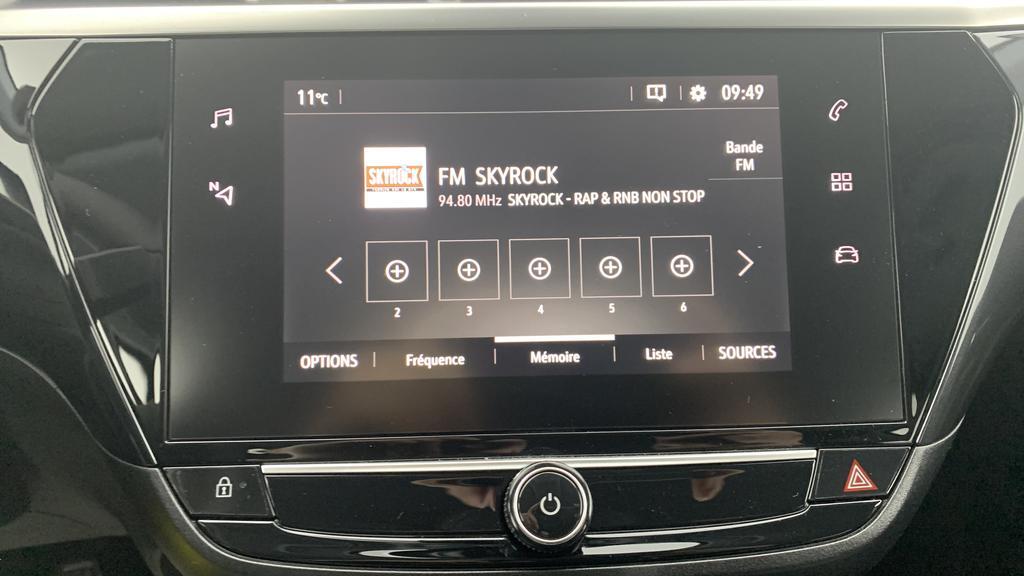 11°C 09:49
N
Bande
FM
SKYROCK
FM SKYROCK
94.80 MHz SKYROCK - RAP & RNB NON STOP
2 3 4 5 6
OPTIONS Fréquence Mémoire Liste SOURCES